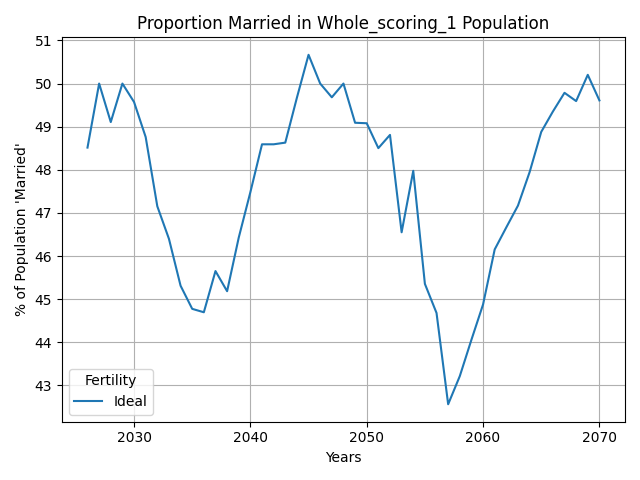 Proportion Married in Whole_scoring_1 Population
51
50
49
48
47
46
45
44
43
% of Population 'Married'
Fertility
Ideal
2030 2040 2050 2060 2070
Years